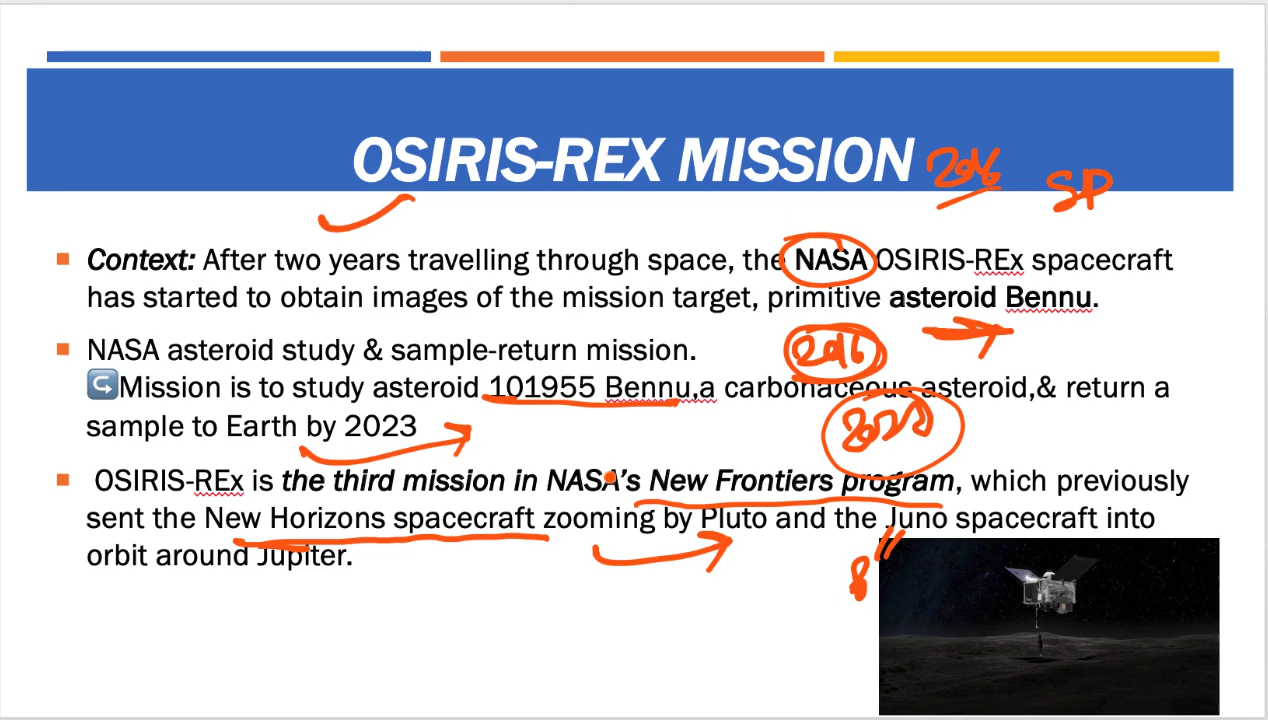 OSIRIS-REX MISSION 2016
SP
Context: After two years travelling through space, the NASA OSIRIS-REx spacecraft
has started to obtain images of the mission target, primitive asteroid Bennu.
NASA asteroid study & sample-return mission.
2016
Mission is to study asteroid 101955 Bennu,a carbonaceous asteroid,& return a
sample to Earth by 2023
OSIRIS-REx is the third mission in NASA's New Frontiers program, which previously
sent the New Horizons spacecraft zooming by Pluto and the Juno spacecraft into
orbit around Jupiter.